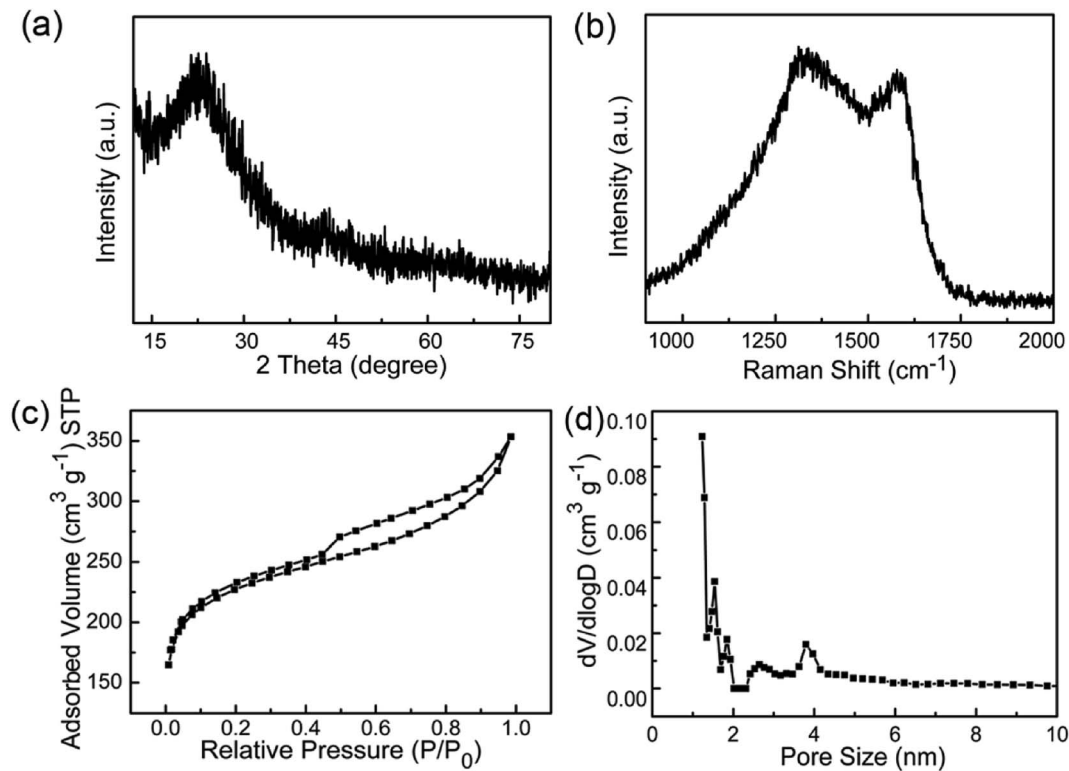 (a)
Intensity (a.u.)
15 30 45 60 75
2 Theta (degree)
(b)
Intensity (a.u.)
1000 1250 1500 1750 2000
Raman Shift (cm⁻¹)
(c)
Adsorbed Volume (cm³ g⁻¹) STP
350
300
250
200
150
0.0 0.2 0.4 0.6 0.8 1.0
Relative Pressure (P/P₀)
(d)
dV/dlogD (cm³ g⁻¹)
0.10
0.08
0.06
0.04
0.02
0.00
0 2 4 6 8 10
Pore Size (nm)